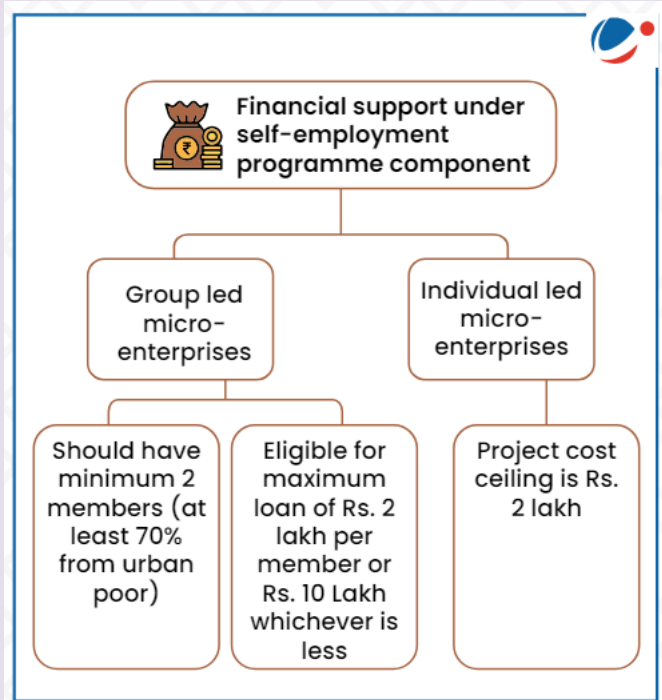 Financial support under
self-employment
programme component
₹
Group led
micro-
enterprises
Individual led
micro-
enterprises
Should have
minimum 2
members (at
least 70%
from urban
poor)
Eligible for
maximum
loan of Rs. 2
lakh per
member or
Rs. 10 Lakh
whichever is
less
Project cost
ceiling is Rs.
2 lakh